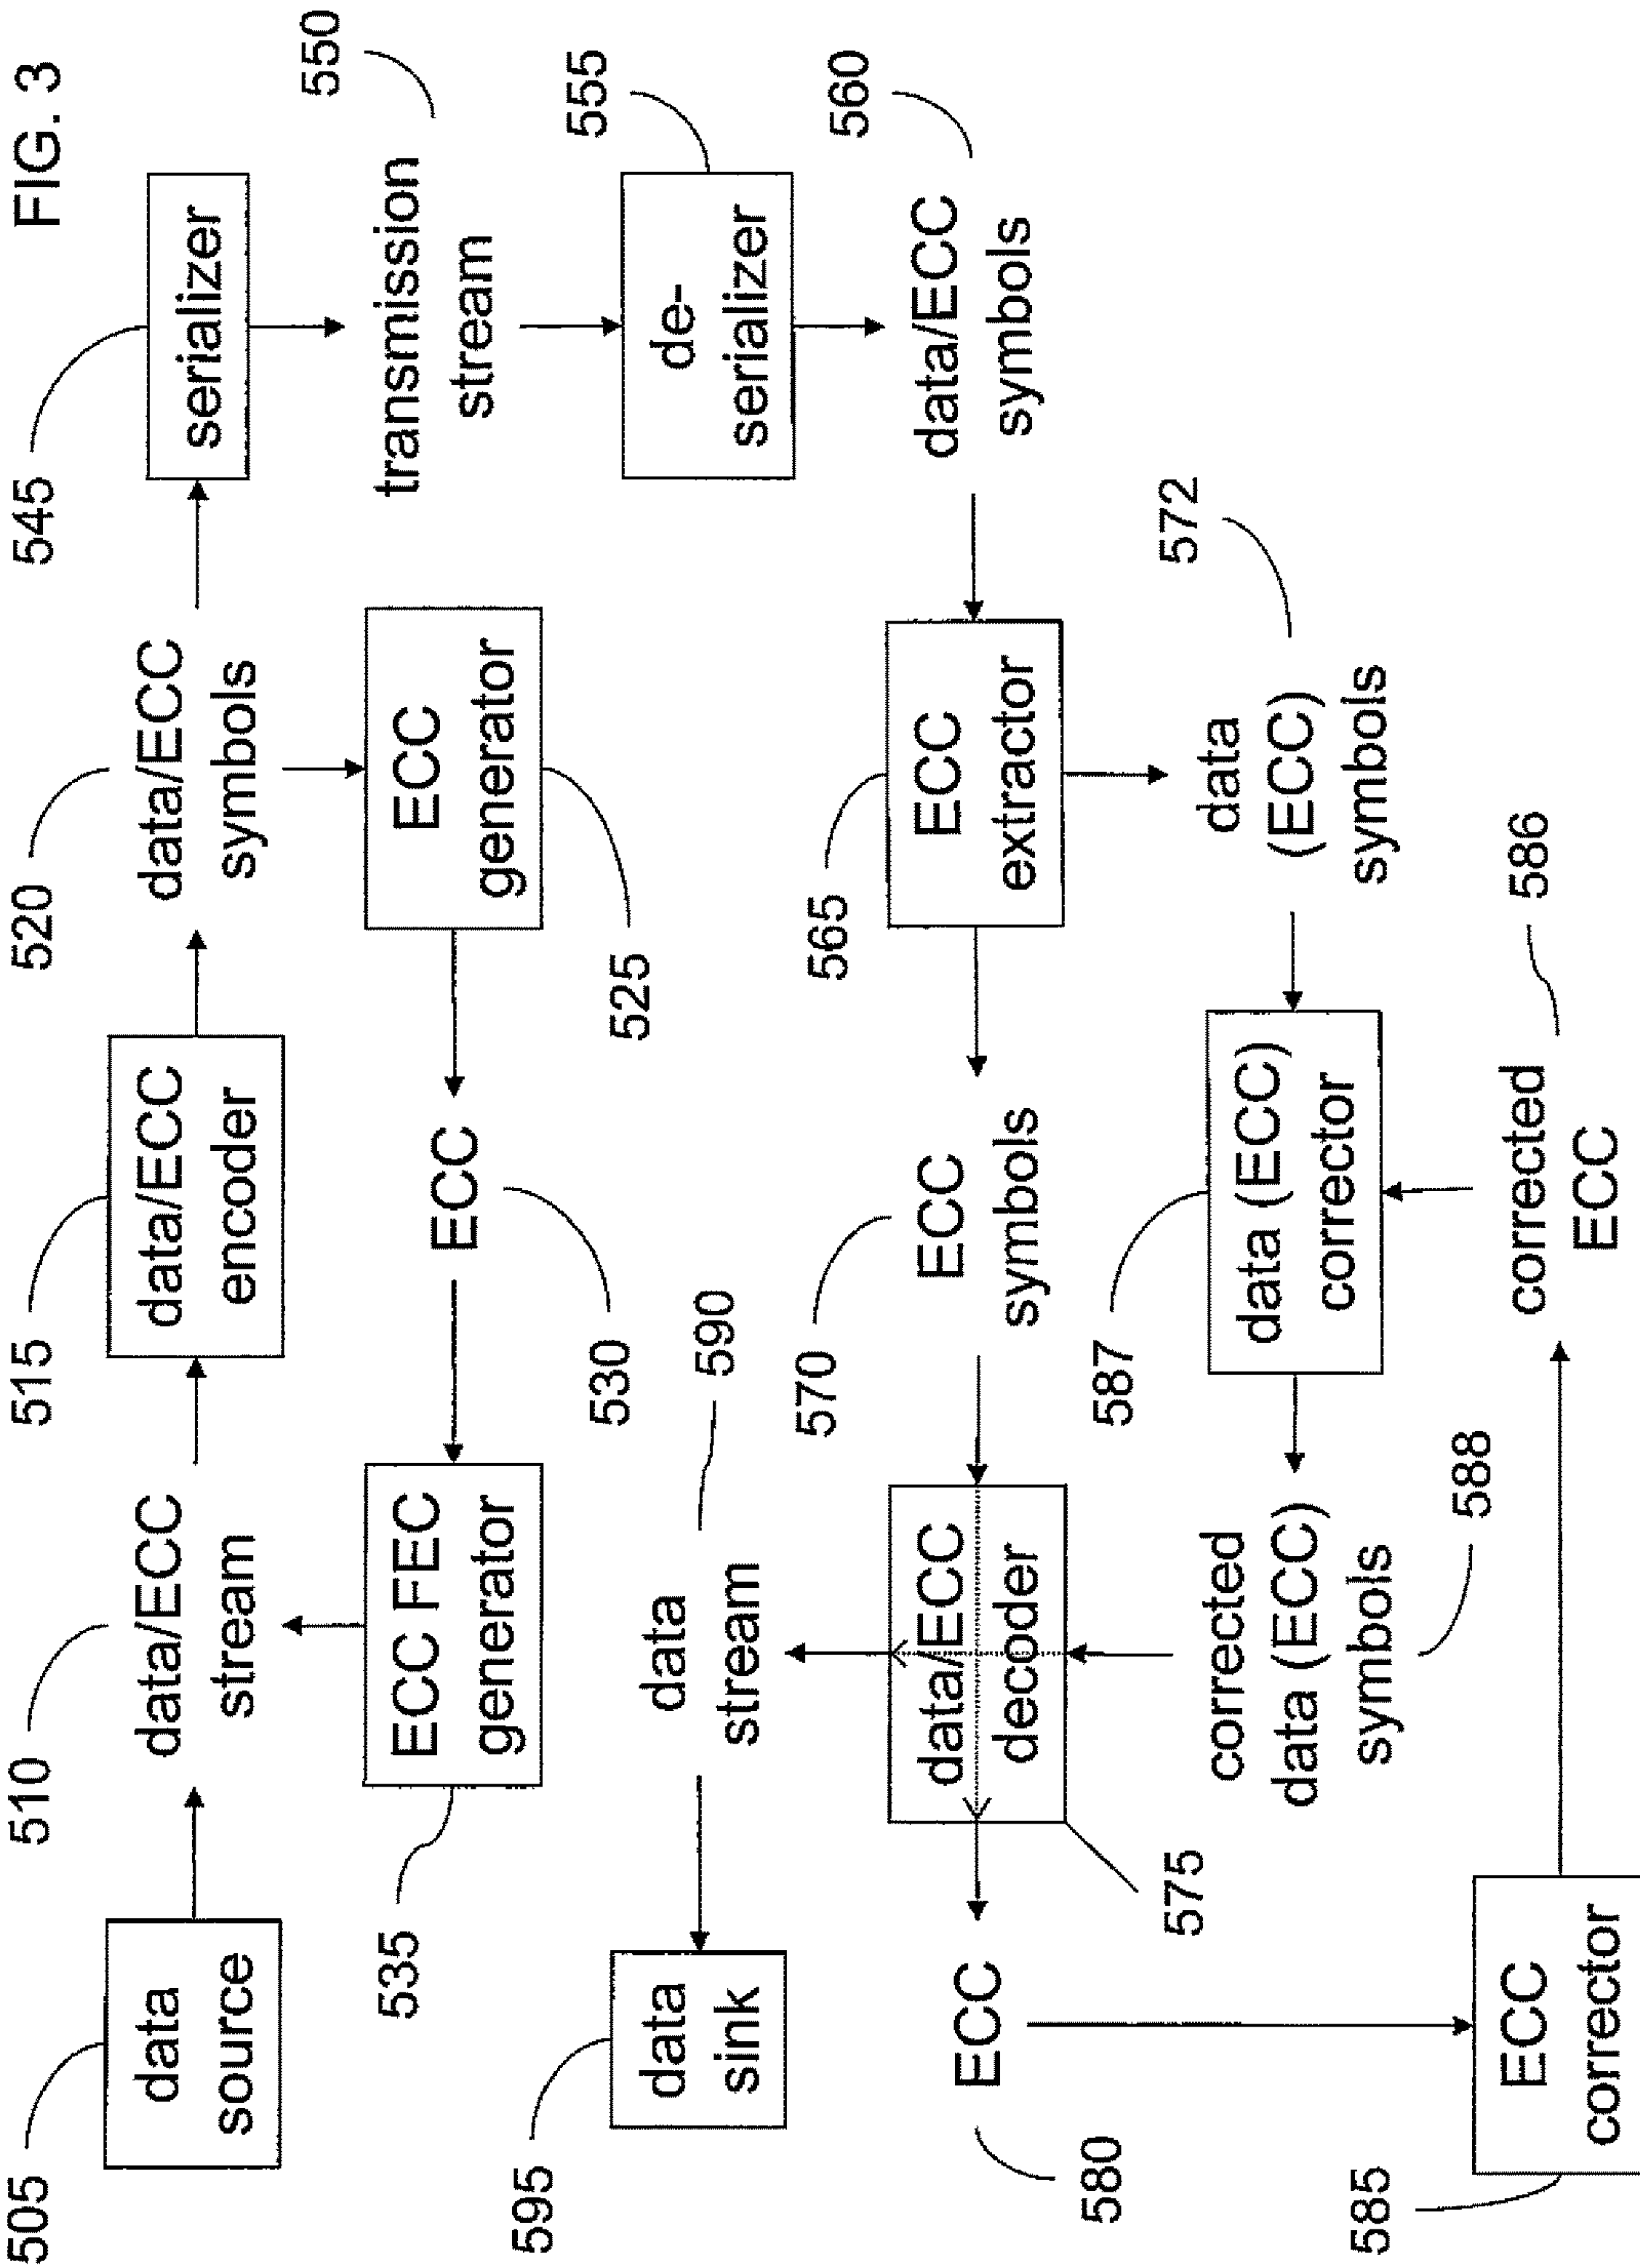 FIG. 3
505
510
515
520
545
data
source
data/ECC
stream
data/ECC
encoder
data/ECC
symbols
serializer
550
535
ECC FEC
generator
530
ECC
525
ECC
generator
transmission
stream
555
de-
serializer
595
data
sink
data
stream
590
580
ECC
575
data/ECC
decoder
570
ECC
symbols
565
ECC
extractor
560
data/ECC
symbols
588
corrected
data (ECC)
symbols
587
data (ECC)
corrector
572
data
(ECC)
symbols
585
ECC
corrector
586
corrected
ECC